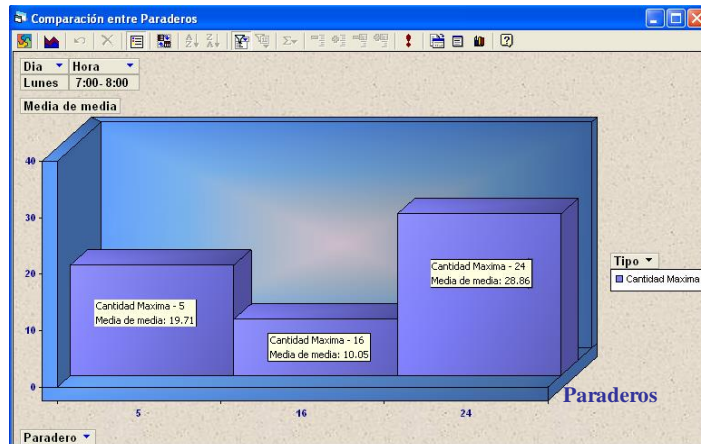 Comparación entre Paraderos
Dia Hora
Lunes 7:00- 8:00
Media de media
40
30
20
10
0
Cantidad Maxima - 5
Media de media: 19.71
Cantidad Maxima - 16
Media de media: 10.05
Cantidad Maxima - 24
Media de media: 28.86
Tipo
Cantidad Maxima
Paraderos
5 16 24
Paradero